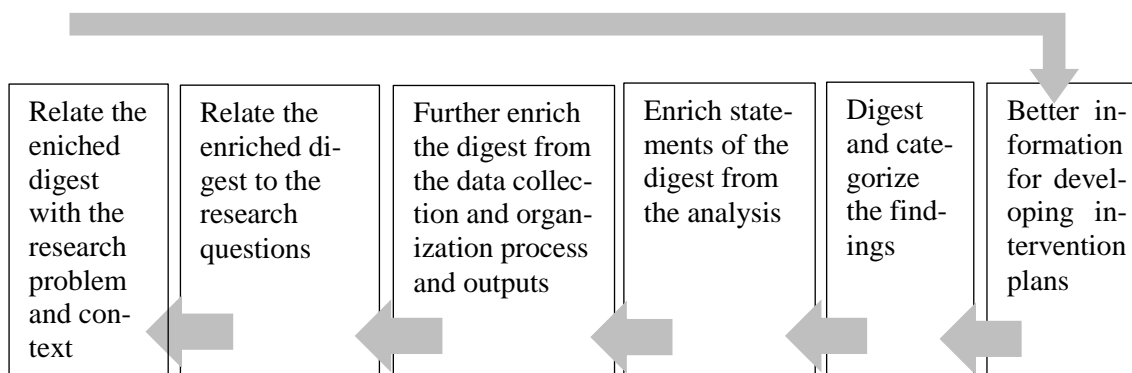 Relate the
eniched
digest
with the
research
problem
and con-
text
Relate the
enriched di-
gest to the
research
questions
Further enrich
the digest from
the data collec-
tion and organ-
ization process
and outputs
Enrich state-
ments of the
digest from
the analysis
Digest
and cate-
gorize
the find-
ings
Better in-
formation
for devel-
oping in-
tervention
plans